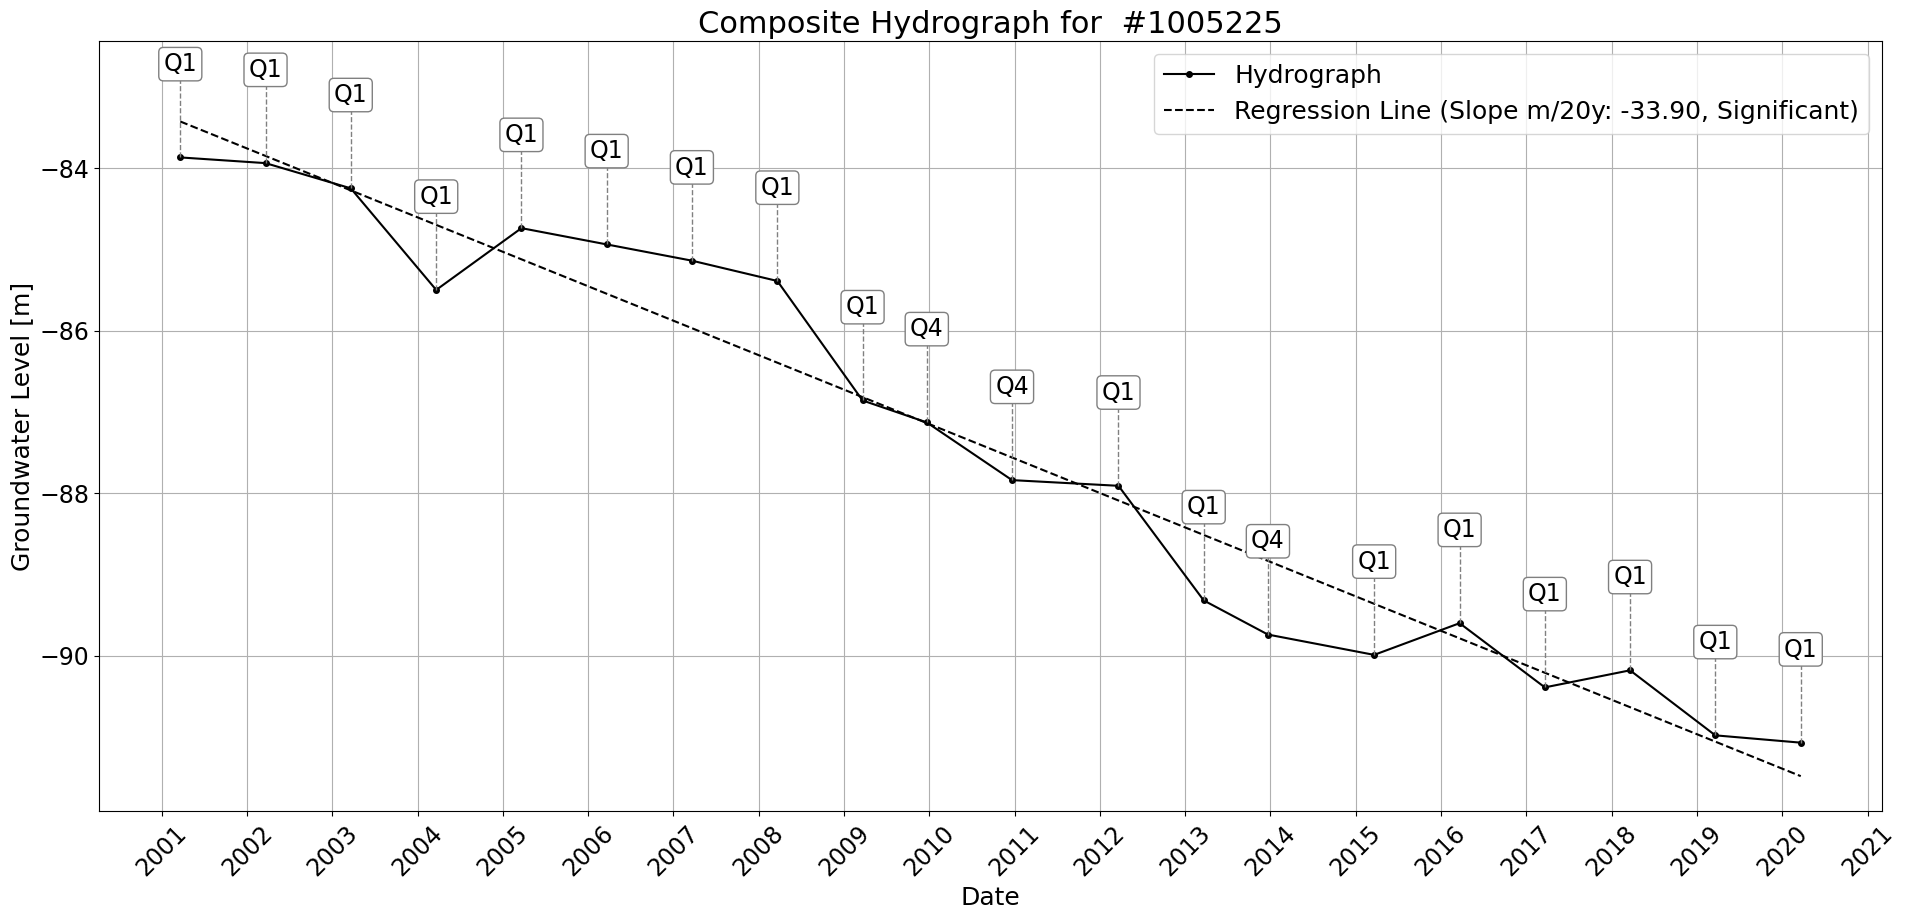 Composite Hydrograph for  #1005225
Hydrograph
Regression Line (Slope m/20y: -33.90, Significant)
Q1
Q1
Q1
Q1
Q1
Q1
Q1
Q1
Q1
Q4
Q4
Q1
Q1
Q4
Q1
Q1
Q1
Q1
Q1
Q1
Groundwater Level [m]
−84
−86
−88
−90
2001
2002
2003
2004
2005
2006
2007
2008
2009
2010
2011
2012
2013
2014
2015
2016
2017
2018
2019
2020
2021
Date